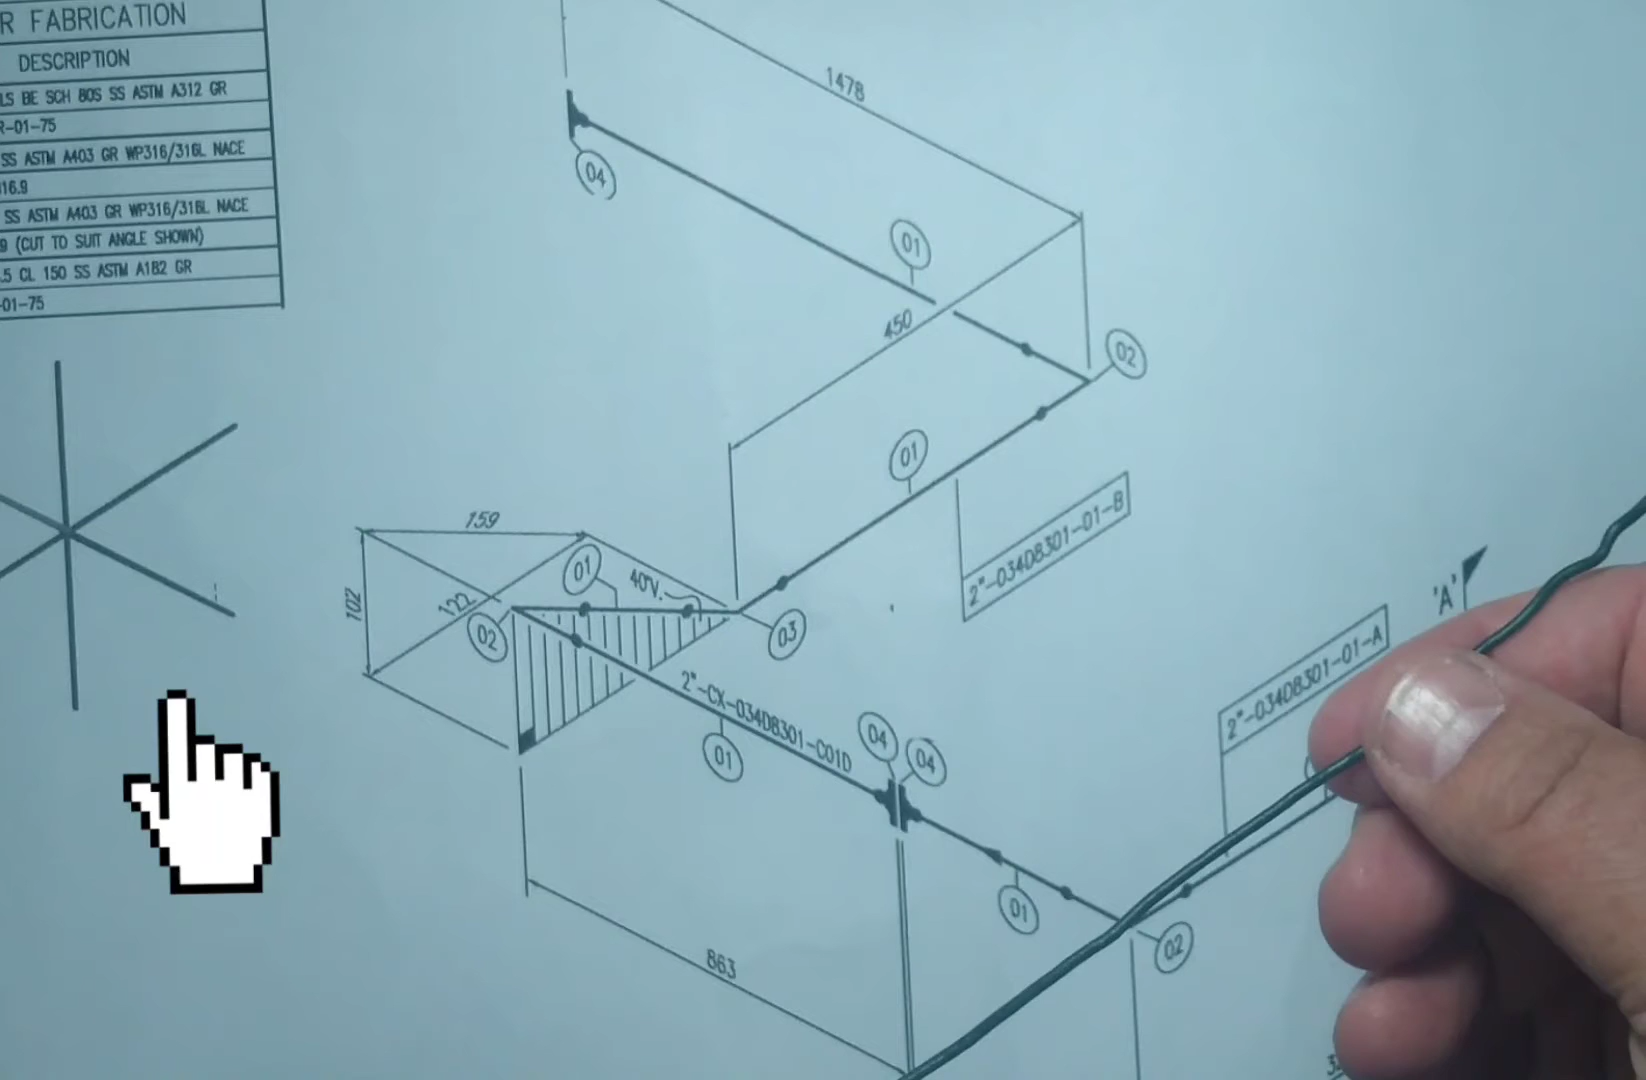 R FABRICATION
DESCRIPTION
LS BE SCH 80S SS ASTM A312 GR
R-01-75
SS ASTM A403 GR WP316/316L NACE
16.9
SS ASTM A403 GR WP316/316L NACE
9 (CUT TO SUIT ANGLE SHOWN)
.5 CL 150 SS ASTM A182 GR
-01-75
1478
04
01
450
02
01
2"-034D8301-01-B
159
01
40°V.
102
122
02
03
'A'
2"-034D8301-01-A
2"-CX-034D8301-C01D
01
04
04
01
02
863